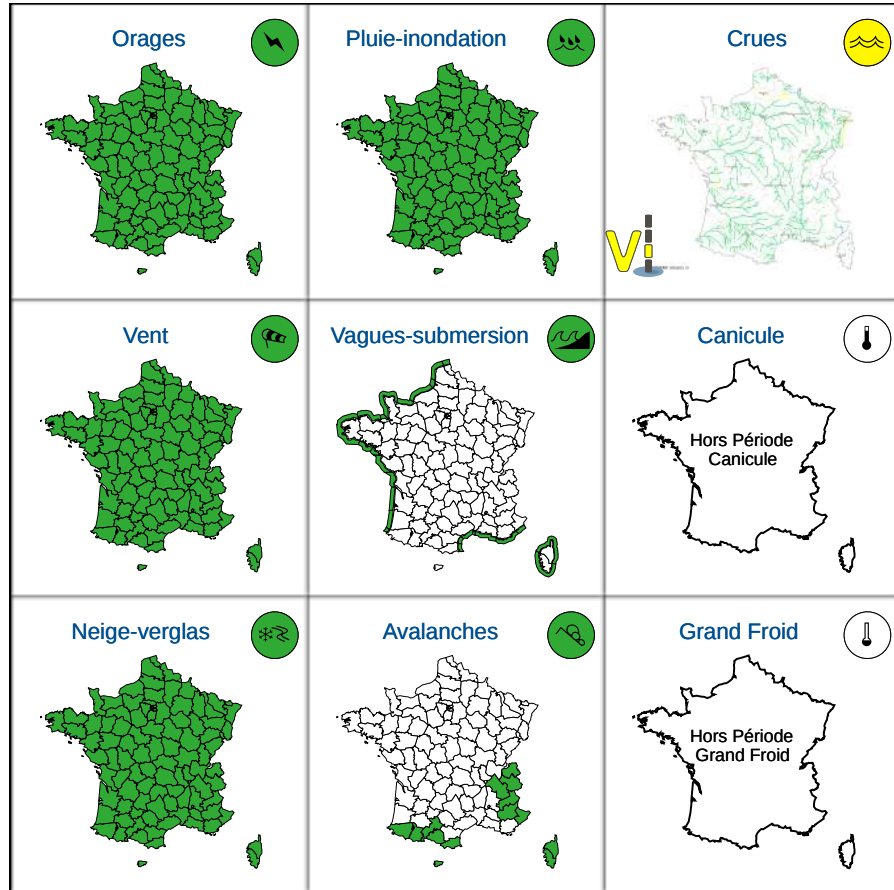 Orages
Pluie-inondation
Crues
Vi
Vent
Vagues-submersion
Canicule
Hors Période
Canicule
Neige-verglas
Avalanches
Grand Froid
Hors Période
Grand Froid